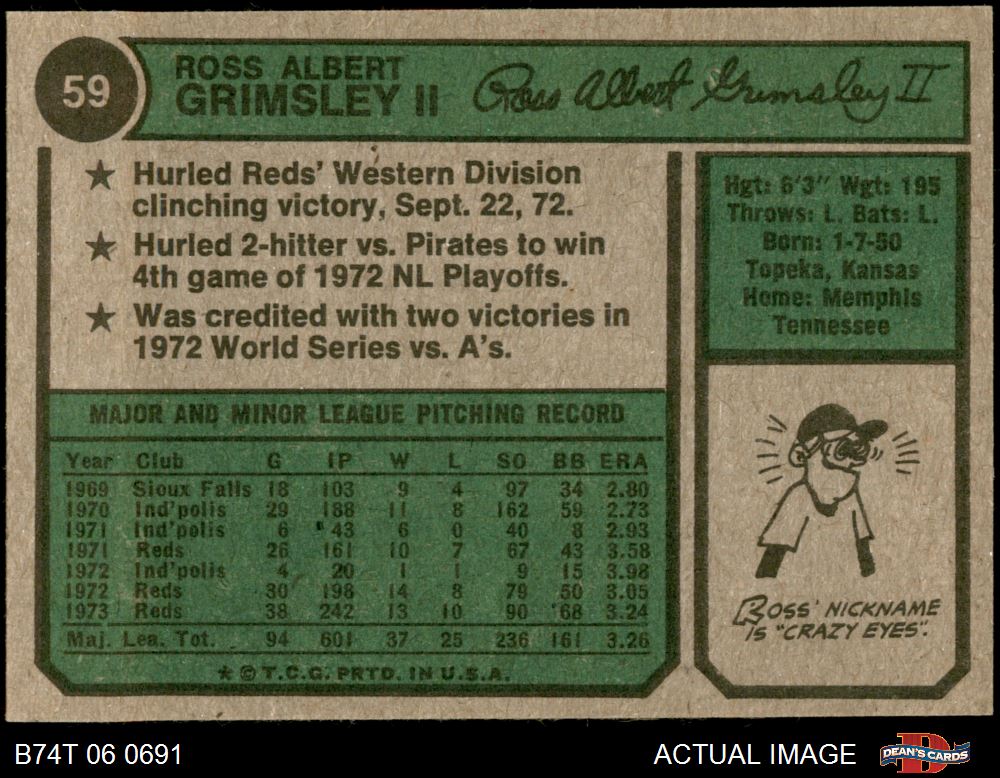 59
ROSS ALBERT
GRIMSLEY II
Ross Albert Grimsley II
★ Hurled Reds' Western Division
clinching victory, Sept. 22, 72.
★ Hurled 2-hitter vs. Pirates to win
4th game of 1972 NL Playoffs.
★ Was credited with two victories in
1972 World Series vs. A's.
Hgt: 6'3" Wgt: 195
Throws: L. Bats: L.
Born: 1-7-50
Topeka, Kansas
Home: Memphis
Tennessee
MAJOR AND MINOR LEAGUE PITCHING RECORD
Year Club G IP W L SO BB ERA
1969 Sioux Falls 18 103 9 4 97 34 2.80
1970 Ind'polis 29 188 11 8 162 59 2.73
1971 Ind'polis 6 43 6 0 40 8 2.93
1971 Reds 26 161 10 7 67 43 3.58
1972 Ind'polis 4 20 1 1 9 15 3.98
1972 Reds 30 198 14 8 79 50 3.05
1973 Reds 38 242 13 10 90 68 3.24
Maj. Lea. Tot. 94 601 37 25 236 161 3.26
★ © T.C.G. PRTD. IN U.S.A.
ROSS' NICKNAME
IS "CRAZY EYES".
B74T 06 0691
ACTUAL IMAGE
DEAN'S CARDS